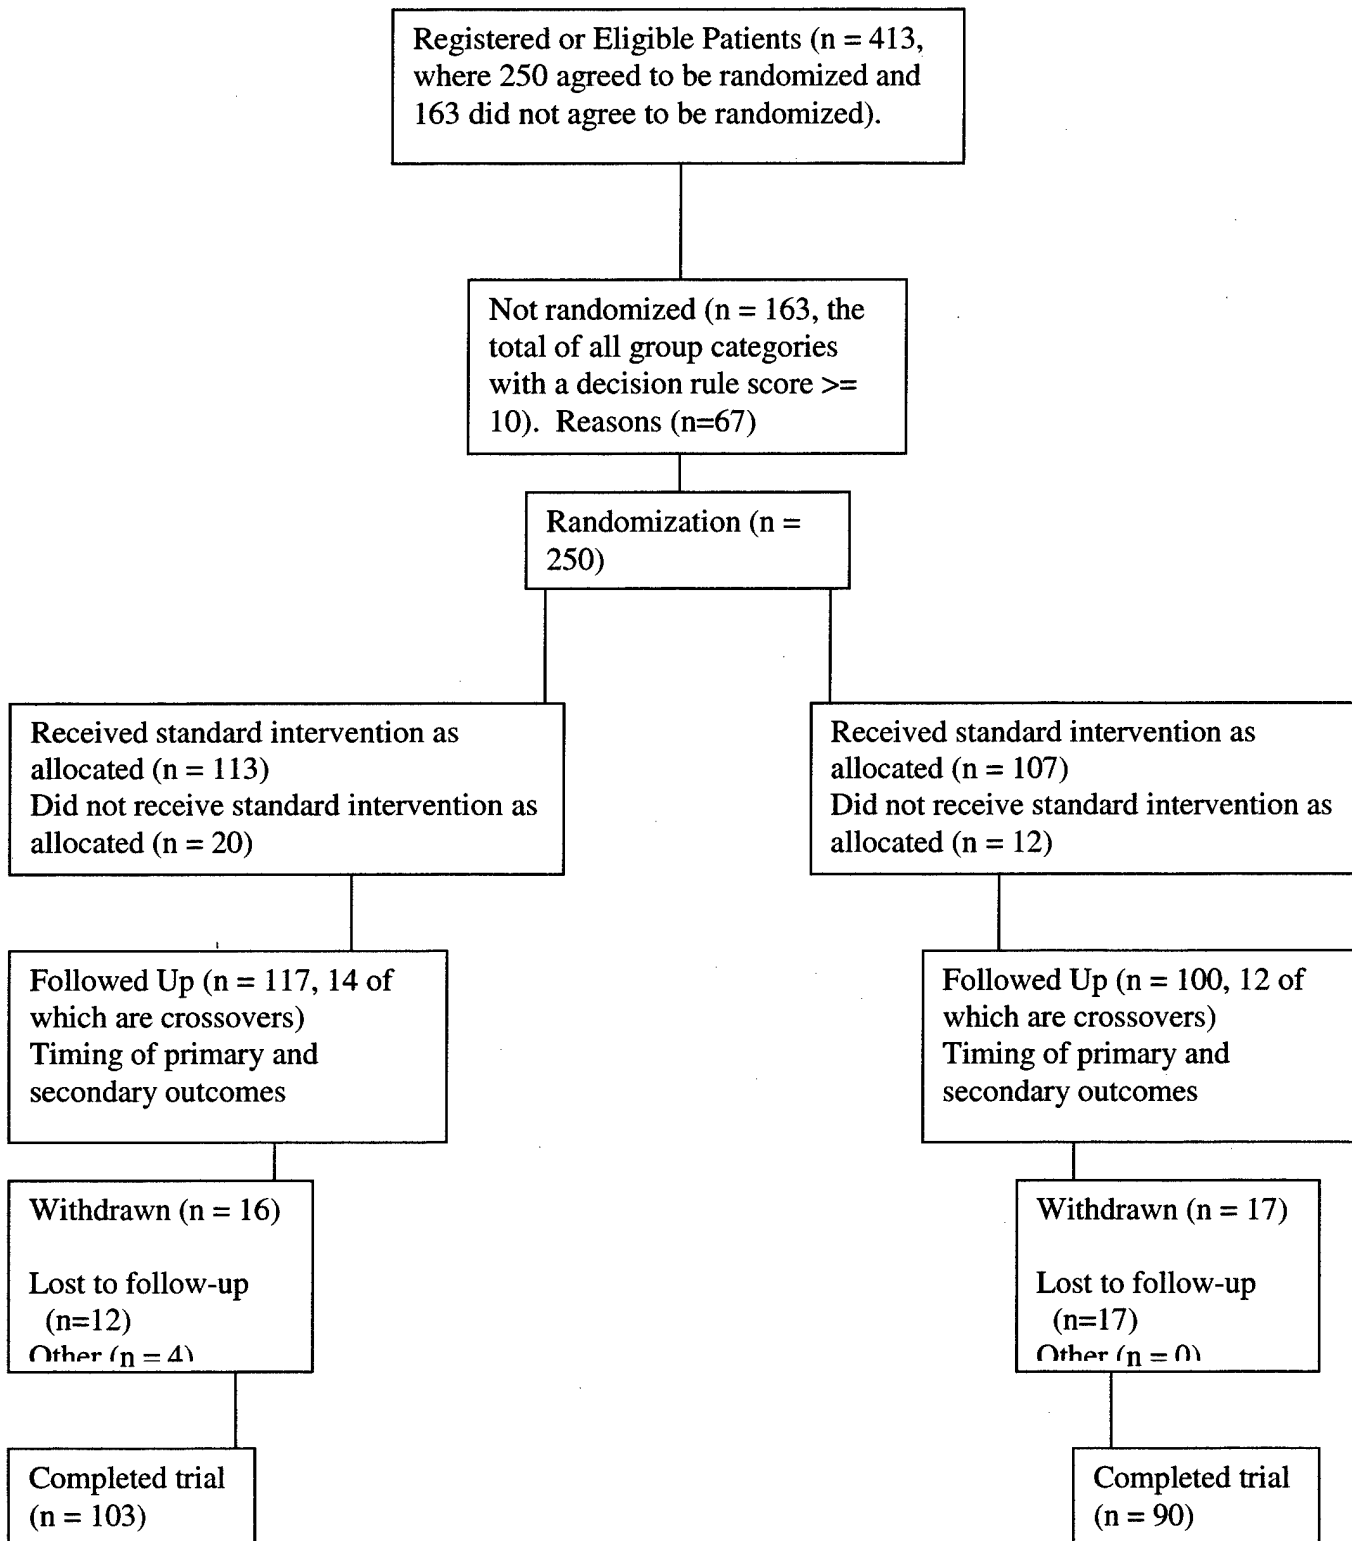 Registered or Eligible Patients (n = 413,
where 250 agreed to be randomized and
163 did not agree to be randomized).
Not randomized (n = 163, the
total of all group categories
with a decision rule score >=
10).  Reasons (n=67)
Randomization (n =
250)
Received standard intervention as
allocated (n = 113)
Did not receive standard intervention as
allocated (n = 20)
Received standard intervention as
allocated (n = 107)
Did not receive standard intervention as
allocated (n = 12)
Followed Up (n = 117, 14 of
which are crossovers)
Timing of primary and
secondary outcomes
Followed Up (n = 100, 12 of
which are crossovers)
Timing of primary and
secondary outcomes
Withdrawn (n = 16)
Lost to follow-up
(n=12)
Other (n = 4)
Withdrawn (n = 17)
Lost to follow-up
(n=17)
Other (n = 0)
Completed trial
(n = 103)
Completed trial
(n = 90)